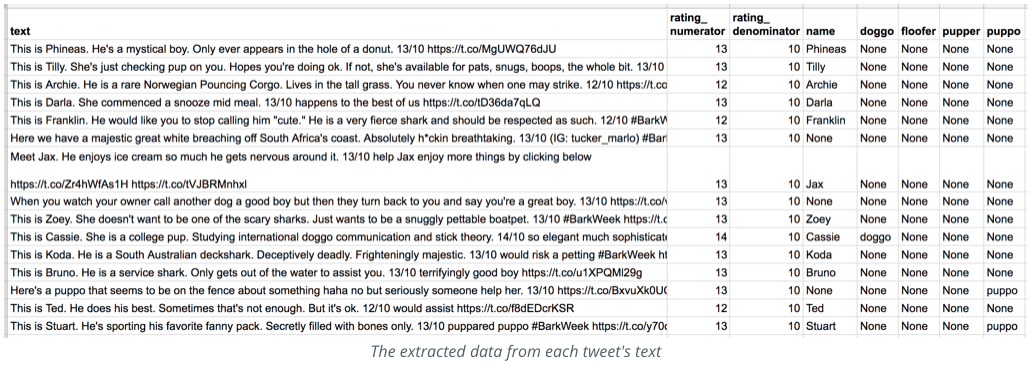 text rating_ numerator rating_ denominator name doggo floofer pupper puppo
This is Phineas. He's a mystical boy. Only ever appears in the hole of a donut. 13/10 https://t.co/MgUWQ76dJU 13 10 Phineas None None None None
This is Tilly. She's just checking pup on you. Hopes you're doing ok. If not, she's available for pats, snugs, boops, the whole bit. 13/10 13 10 Tilly None None None None
This is Archie. He is a rare Norwegian Pouncing Corgo. Lives in the tall grass. You never know when one may strike. 12/10 https://t.co 12 10 Archie None None None None
This is Darla. She commenced a snooze mid meal. 13/10 happens to the best of us https://t.co/tD36da7qLQ 13 10 Darla None None None None
This is Franklin. He would like you to stop calling him "cute." He is a very fierce shark and should be respected as such. 12/10 #BarkW 12 10 Franklin None None None None
Here we have a majestic great white breaching off South Africa's coast. Absolutely h*ckin breathtaking. 13/10 (IG: tucker_marlo) #Barl 13 10 None None None None None
Meet Jax. He enjoys ice cream so much he gets nervous around it. 13/10 help Jax enjoy more things by clicking below
https://t.co/Zr4hWfAs1H https://t.co/tVJBRMnhxl 13 10 Jax None None None None
When you watch your owner call another dog a good boy but then they turn back to you and say you're a great boy. 13/10 https://t.co/v 13 10 None None None None None
This is Zoey. She doesn't want to be one of the scary sharks. Just wants to be a snuggly pettable boatpet. 13/10 #BarkWeek https://t.c 13 10 Zoey None None None None
This is Cassie. She is a college pup. Studying international doggo communication and stick theory. 14/10 so elegant much sophisticate 14 10 Cassie doggo None None None
This is Koda. He is a South Australian deckshark. Deceptively deadly. Frighteningly majestic. 13/10 would risk a petting #BarkWeek ht 13 10 Koda None None None None
This is Bruno. He is a service shark. Only gets out of the water to assist you. 13/10 terrifyingly good boy https://t.co/u1XPQMl29g 13 10 Bruno None None None None
Here's a puppo that seems to be on the fence about something haha no but seriously someone help her. 13/10 https://t.co/BxvuXk0U 13 10 None None None None puppo
This is Ted. He does his best. Sometimes that's not enough. But it's ok. 12/10 would assist https://t.co/f8dEDcrKSR 12 10 Ted None None None None
This is Stuart. He's sporting his favorite fanny pack. Secretly filled with bones only. 13/10 puppared puppo #BarkWeek https://t.co/y70 13 10 Stuart None None None puppo
The extracted data from each tweet's text